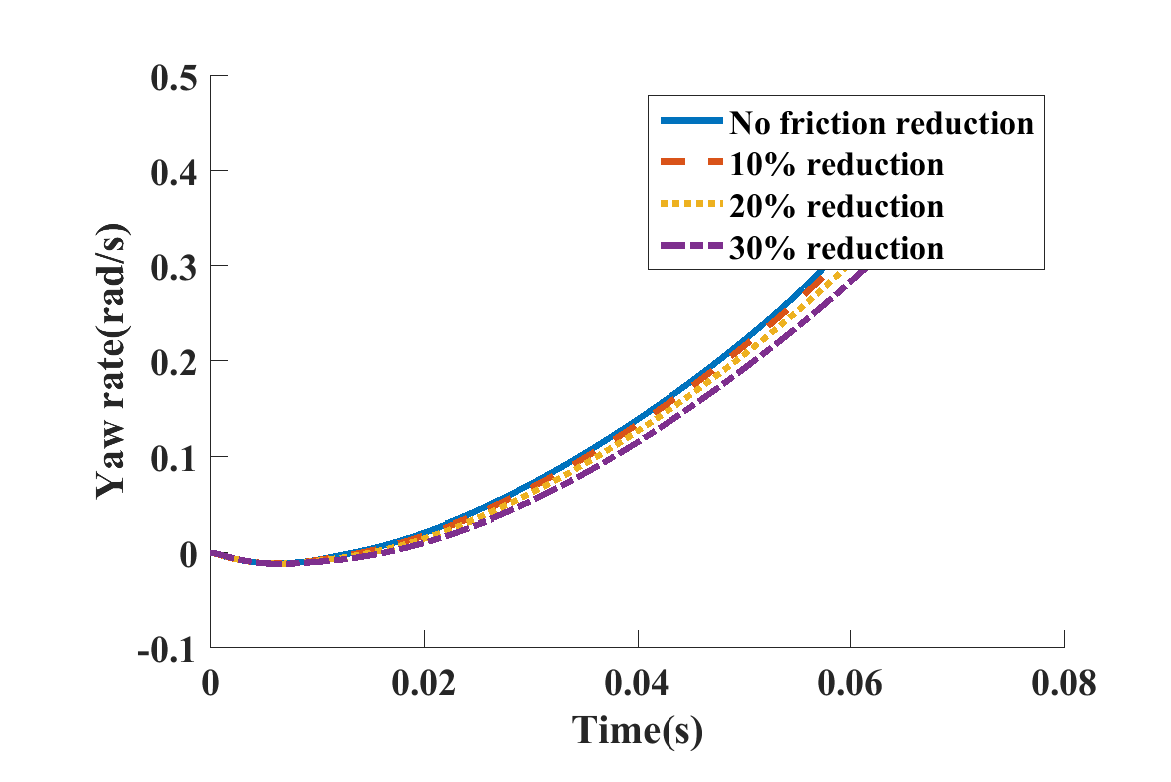 0.5
0.4
0.3
0.2
0.1
0
-0.1
Yaw rate(rad/s)
No friction reduction
10% reduction
20% reduction
30% reduction
0 0.02 0.04 0.06 0.08
Time(s)